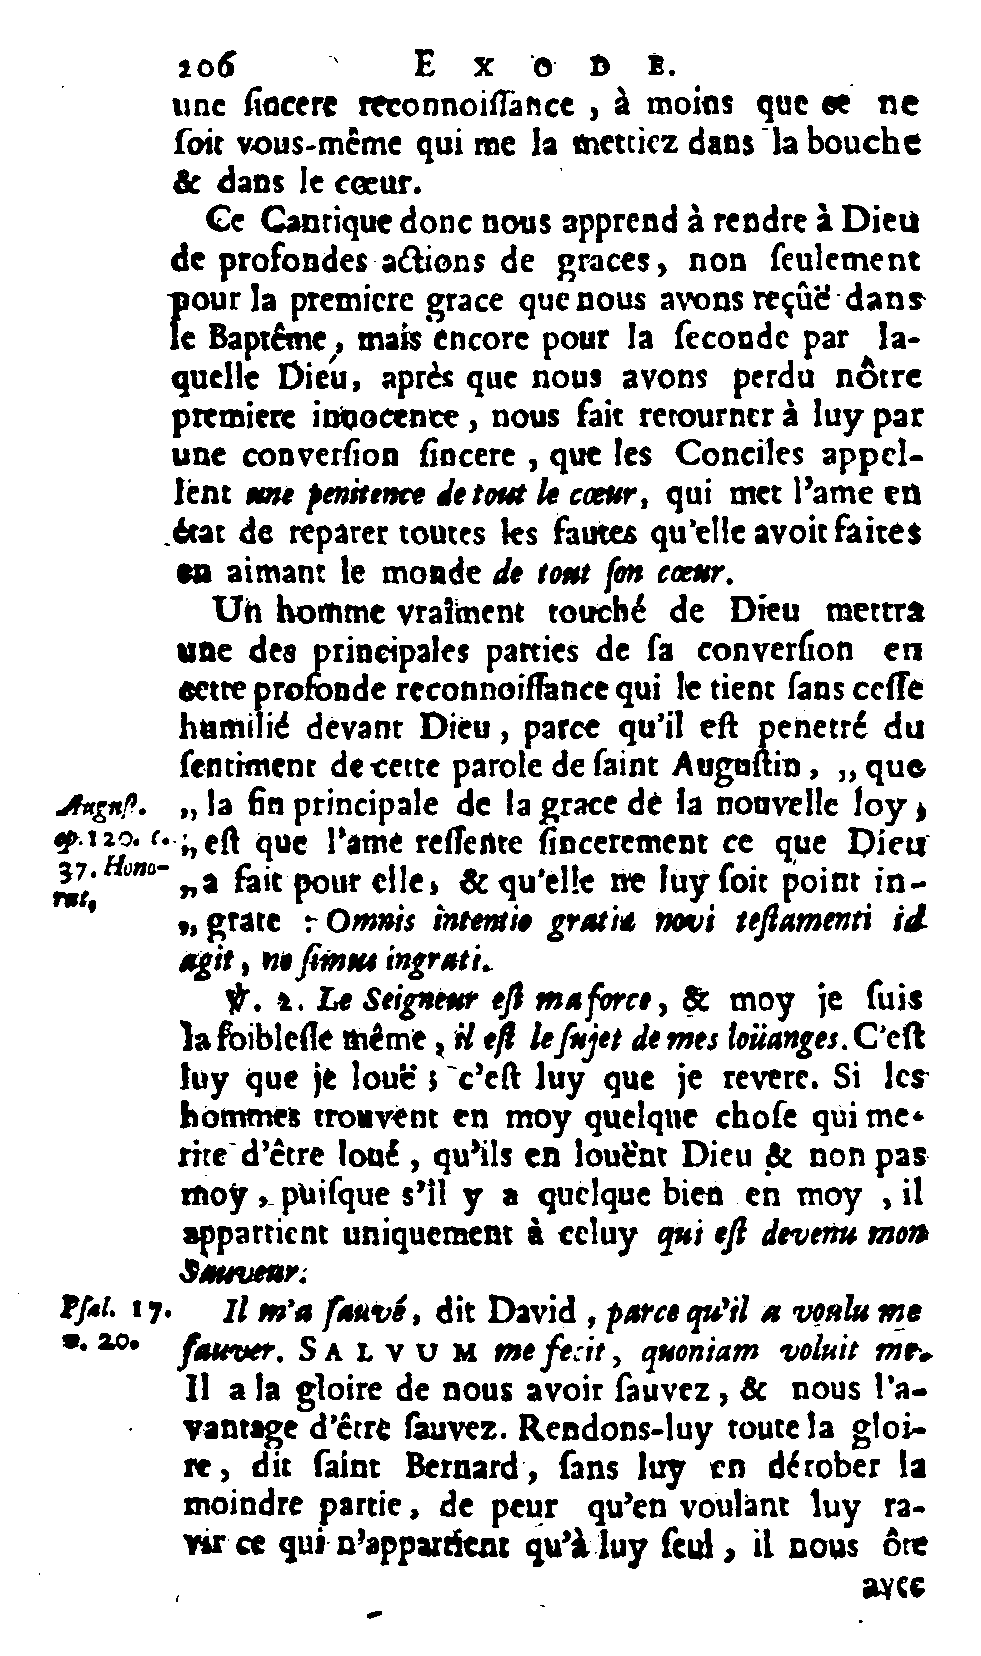 206 EXODE.
une ſincere reconnoiſſance, à moins que ce ne
ſoit vous-même qui me la mettiez dans la bouche
& dans le cœur.
Ce Cantique donc nous apprend à rendre à Dieu
de profondes actions de graces, non ſeulement
pour la premiere grace que nous avons reçûë dans
le Baptême, mais encore pour la ſeconde par la-
quelle Dieu, après que nous avons perdu nôtre
premiere innocence, nous fait retourner à luy par
une converſion ſincere, que les Conciles appel-
lent une penitence de tout le cœur, qui met l'ame en
état de reparer toutes les fautes qu'elle avoit faites
en aimant le monde de tout ſon cœur.
Un homme vraiment touché de Dieu mettra
une des principales parties de ſa converſion en
cette profonde reconnoiſſance qui le tient ſans ceſſe
humilié devant Dieu, parce qu'il eſt penetré du
ſentiment de cette parole de ſaint Auguſtin, „ que
Auguſt. „ la fin principale de la grace de la nouvelle loy,
ep. 120. c. „ eſt que l'ame reſſente ſincerement ce que Dieu
37. Hono- „ a fait pour elle, & qu'elle ne luy ſoit point in-
rat. „ grate : Omnis intentio gratiæ novi teſtamenti id
agit, ne ſimus ingrati.
℣. 2. Le Seigneur eſt ma force, & moy je ſuis
la foibleſſe même, il eſt le ſujet de mes loüanges. C'eſt
luy que je louë; c'eſt luy que je revere. Si les
hommes trouvent en moy quelque choſe qui me-
rite d'être loué, qu'ils en louënt Dieu & non pas
moy, puiſque s'il y a quelque bien en moy, il
appartient uniquement à celuy qui eſt devenu mon
Sauveur:
Pſal. 17. Il m'a ſauvé, dit David, parce qu'il a voulu me
v. 20. ſauver. SALVUM me fecit, quoniam voluit me.
Il a la gloire de nous avoir ſauvez, & nous l'a-
vantage d'être ſauvez. Rendons-luy toute la gloi-
re, dit ſaint Bernard, ſans luy en dérober la
moindre partie, de peur qu'en voulant luy ra-
vir ce qui n'appartient qu'à luy ſeul, il nous ôte
avec